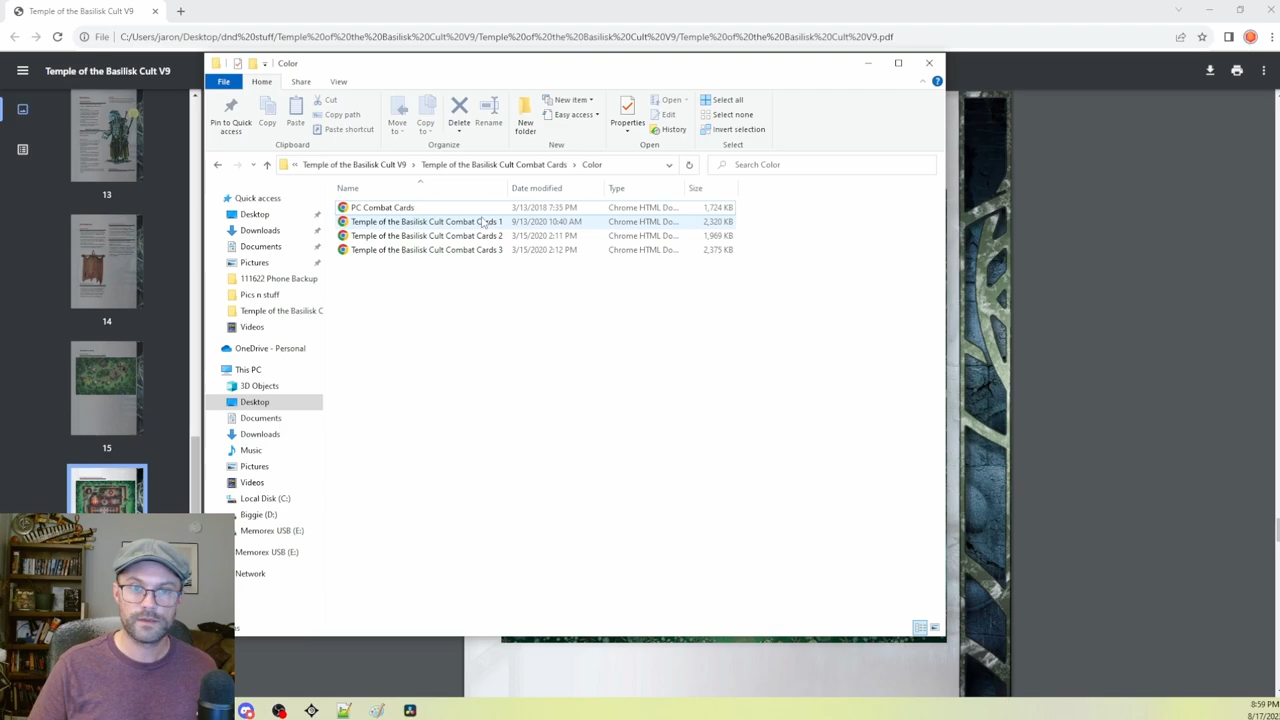 Temple of the Basilisk Cult V9
File C:/Users/jaron/Desktop/dnd%20stuff/Temple%20of%20the%20Basilisk%20Cult%20V9/Temple%20of%20the%20Basilisk%20Cult%20V9/Temple%20of%20the%20Basilisk%20Cult%20V9.pdf
Temple of the Basilisk Cult V9
13
14
15
Color
File Home Share View
Pin to Quick access
Copy
Paste
Cut
Copy path
Paste shortcut
Clipboard
Move to
Copy to
Delete
Rename
Organize
New folder
New item
Easy access
New
Properties
Open
Edit
History
Open
Select all
Select none
Invert selection
Select
« Temple of the Basilisk Cult V9 › Temple of the Basilisk Cult Combat Cards › Color
Search Color
Name Date modified Type Size
PC Combat Cards 3/13/2018 7:35 PM Chrome HTML Do... 1,724 KB
Temple of the Basilisk Cult Combat Cards 1 9/13/2020 10:40 AM Chrome HTML Do... 2,320 KB
Temple of the Basilisk Cult Combat Cards 2 3/15/2020 2:11 PM Chrome HTML Do... 1,969 KB
Temple of the Basilisk Cult Combat Cards 3 3/15/2020 2:12 PM Chrome HTML Do... 2,375 KB
Quick access
Desktop
Downloads
Documents
Pictures
111622 Phone Backup
Pics n stuff
Temple of the Basilisk C
Videos
OneDrive - Personal
This PC
3D Objects
Desktop
Documents
Downloads
Music
Pictures
Videos
Local Disk (C:)
Biggie (D:)
Memorex USB (E:)
Memorex USB (E:)
Network
8:59 PM
8/17/202